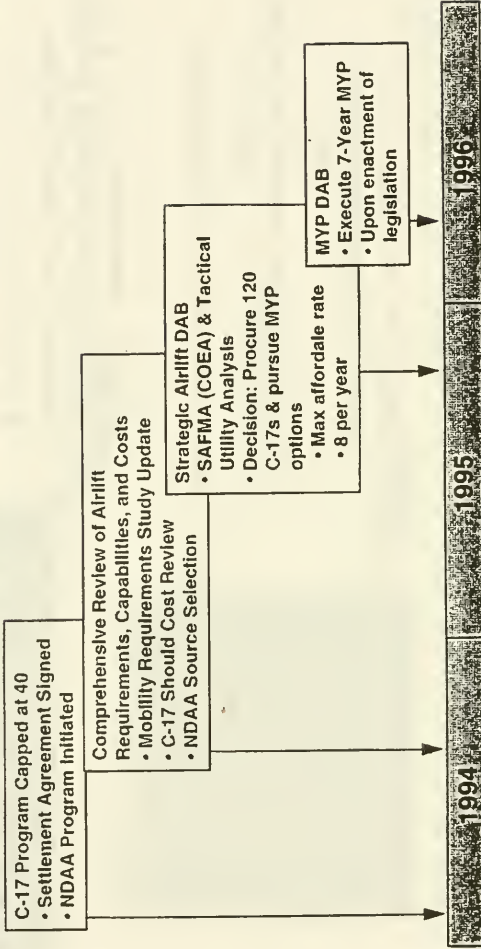 C-17 Program Capped at 40
• Settlement Agreement Signed
• NDAA Program Initiated
Comprehensive Review of Airlift
Requirements, Capabilities, and Costs
• Mobility Requirements Study Update
• C-17 Should Cost Review
• NDAA Source Selection
Strategic Airlift DAB
• SAFMA (COEA) & Tactical
Utility Analysis
• Decision: Procure 120
C-17s & pursue MYP
options
• Max affordale rate
• 8 per year
MYP DAB
• Execute 7-Year MYP
• Upon enactment of
legislation
1994
1995
1996